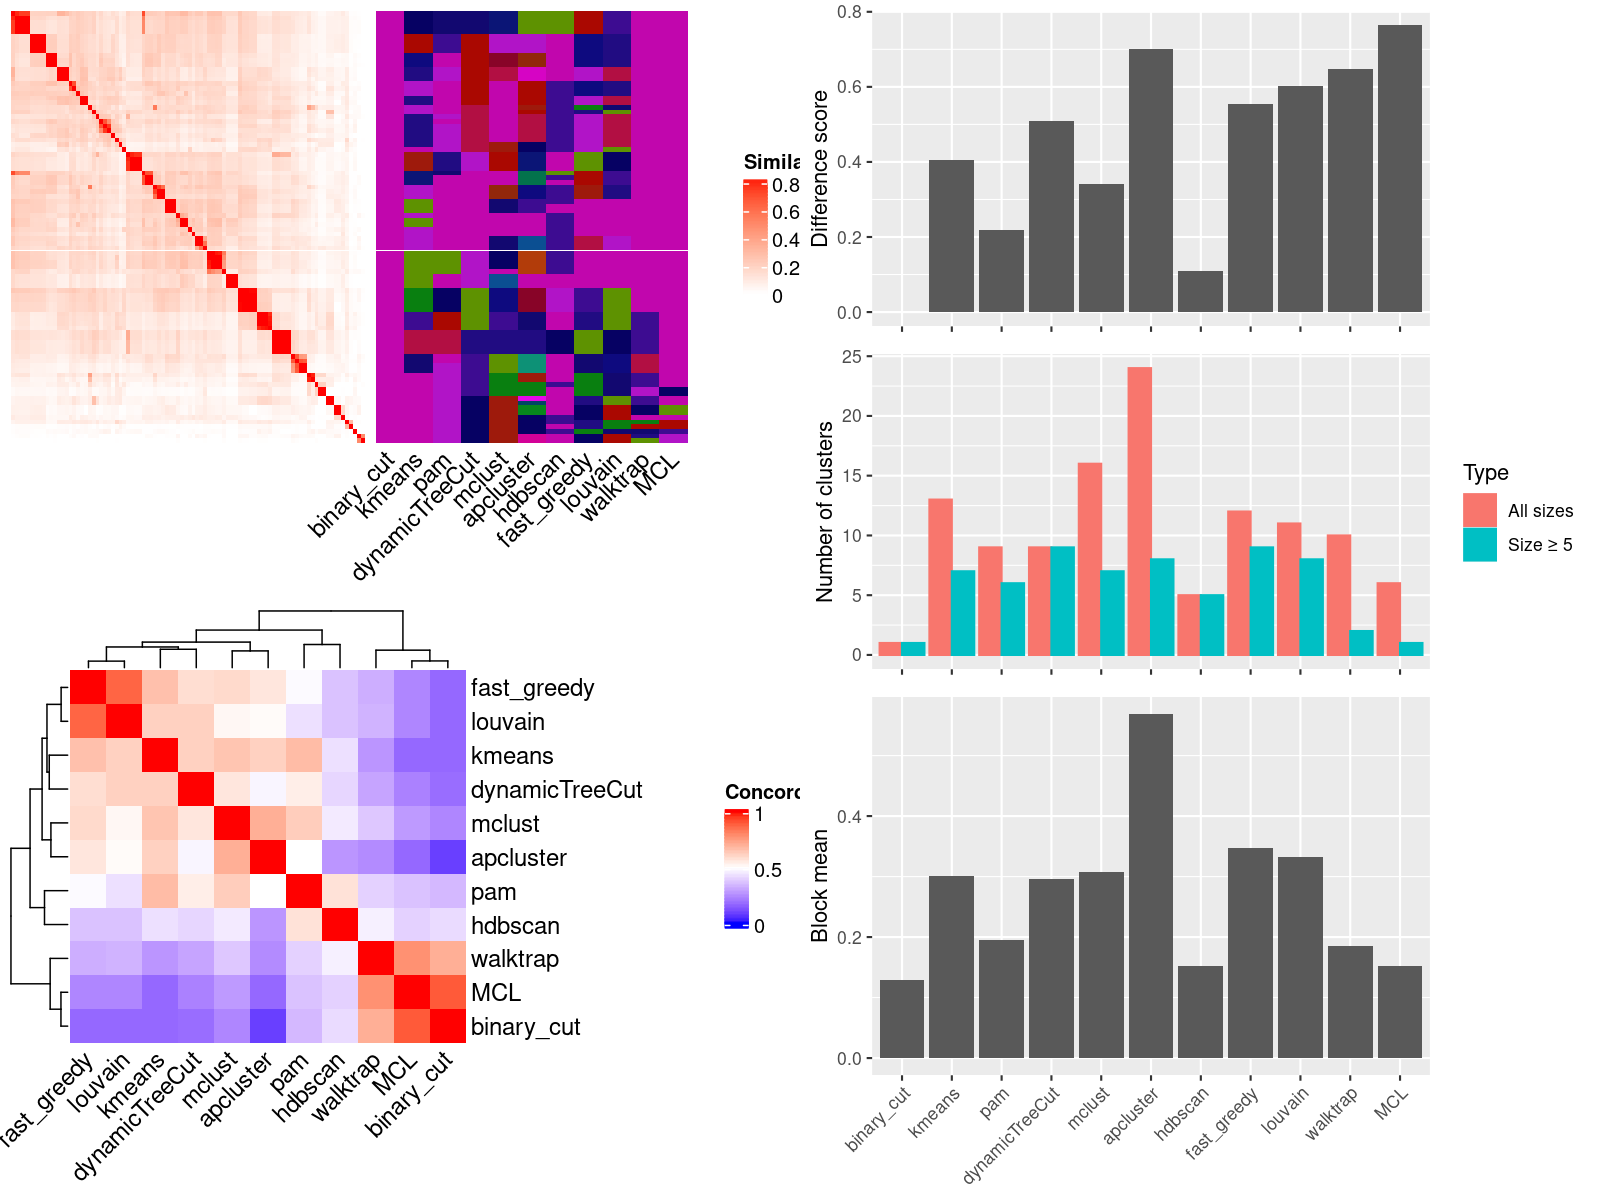 Simila
0.8
0.6
0.4
0.2
0
binary_cut
kmeans
pam
dynamicTreeCut
mclust
apcluster
hdbscan
fast_greedy
louvain
walktrap
MCL
fast_greedy
louvain
kmeans
dynamicTreeCut
mclust
apcluster
pam
hdbscan
walktrap
MCL
binary_cut
Concord
1
0.5
0
fast_greedy
louvain
kmeans
dynamicTreeCut
mclust
apcluster
pam
hdbscan
walktrap
MCL
binary_cut
Difference score
0.8
0.6
0.4
0.2
0.0
Number of clusters
25
20
15
10
5
0
Type
All sizes
Size ≥ 5
Block mean
0.4
0.2
0.0
binary_cut
kmeans
pam
dynamicTreeCut
mclust
apcluster
hdbscan
fast_greedy
louvain
walktrap
MCL